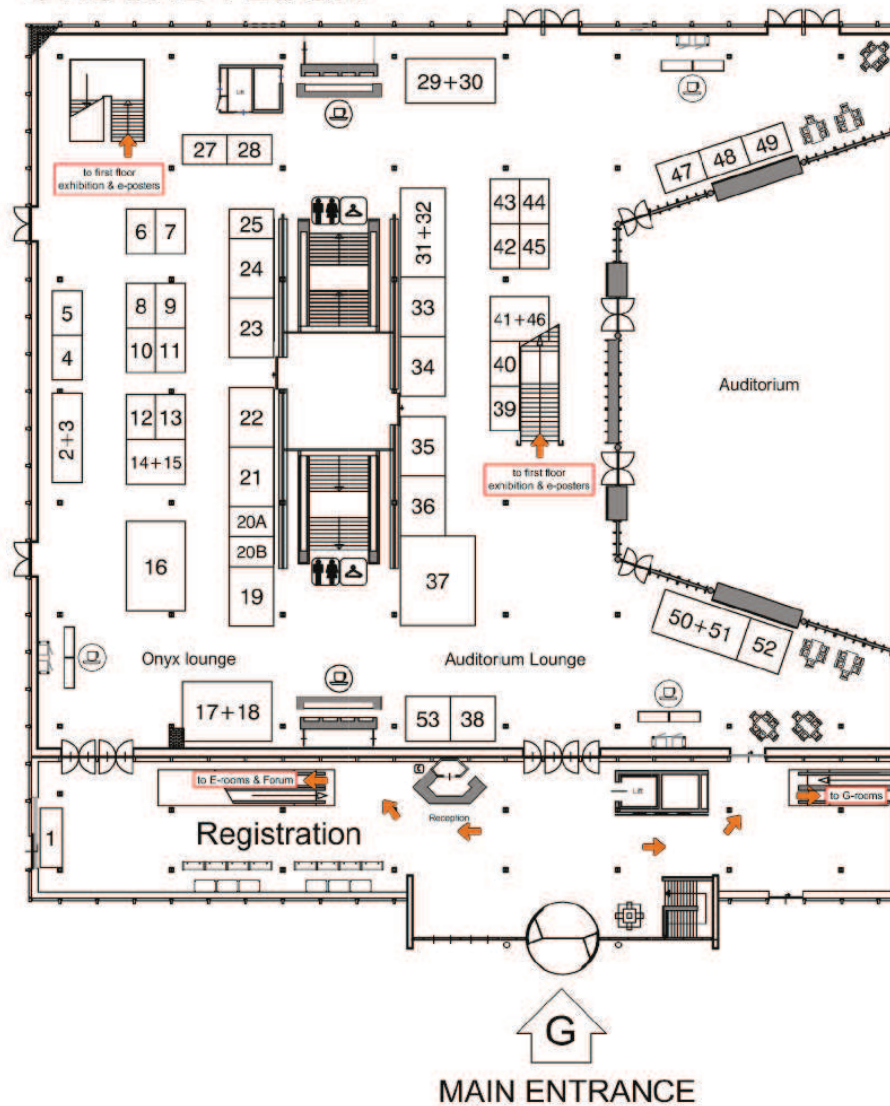 29+30
Lift
27
28
47
48
49
to first floor
exhibition & e-posters
6
7
25
31+32
43
44
24
42
45
5
8
9
23
33
41+46
4
10
11
34
40
Auditorium
2+3
12
13
22
39
14+15
35
21
to first floor
exhibition & e-posters
20A
36
16
20B
37
19
50+51
52
Onyx lounge
Auditorium Lounge
17+18
53
38
to E-rooms & Forum
Lift
to G-rooms
Reception
1
Registration
G
MAIN ENTRANCE